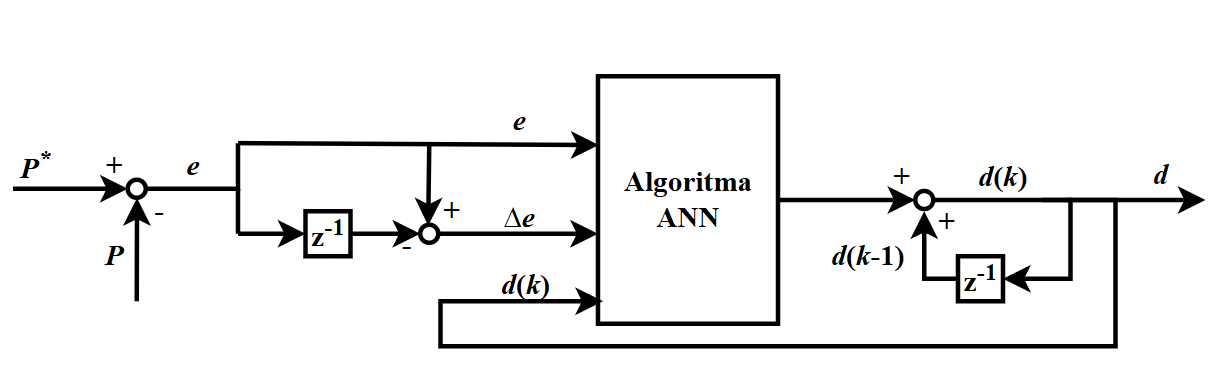 P*
+
e
-
P
z-1
e
+
-
Δe
d(k)
Algoritma
ANN
+
d(k)
d
+
d(k-1)
z-1